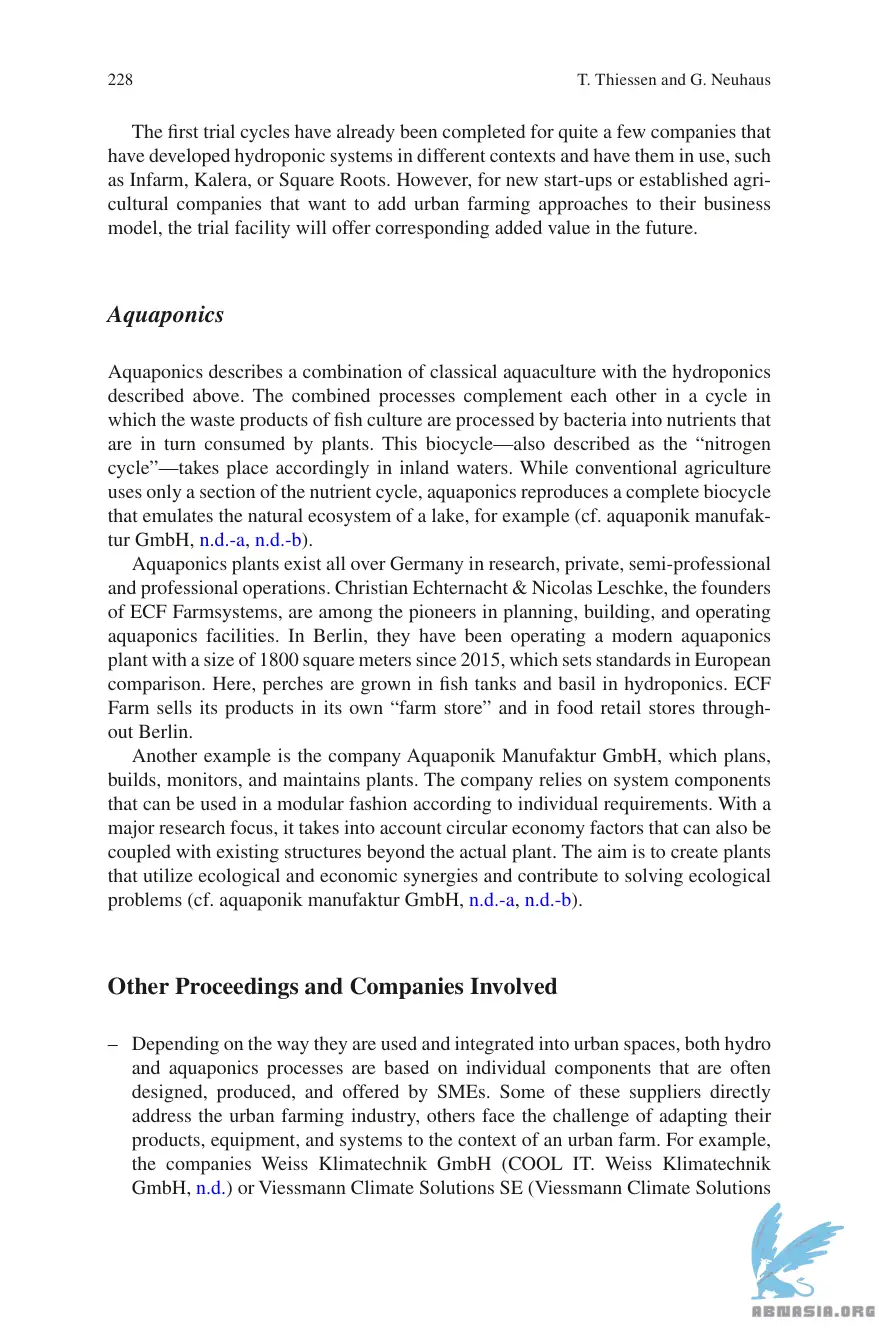 228
T. Thiessen and G. Neuhaus
The first trial cycles have already been completed for quite a few companies that
have developed hydroponic systems in different contexts and have them in use, such
as Infarm, Kalera, or Square Roots. However, for new start-ups or established agri-
cultural companies that want to add urban farming approaches to their business
model, the trial facility will offer corresponding added value in the future.
Aquaponics
Aquaponics describes a combination of classical aquaculture with the hydroponics
described above. The combined processes complement each other in a cycle in
which the waste products of fish culture are processed by bacteria into nutrients that
are in turn consumed by plants. This biocycle—also described as the “nitrogen
cycle”—takes place accordingly in inland waters. While conventional agriculture
uses only a section of the nutrient cycle, aquaponics reproduces a complete biocycle
that emulates the natural ecosystem of a lake, for example (cf. aquaponik manufak-
tur GmbH, n.d.-a, n.d.-b).
Aquaponics plants exist all over Germany in research, private, semi-professional
and professional operations. Christian Echternacht & Nicolas Leschke, the founders
of ECF Farmsystems, are among the pioneers in planning, building, and operating
aquaponics facilities. In Berlin, they have been operating a modern aquaponics
plant with a size of 1800 square meters since 2015, which sets standards in European
comparison. Here, perches are grown in fish tanks and basil in hydroponics. ECF
Farm sells its products in its own “farm store” and in food retail stores through-
out Berlin.
Another example is the company Aquaponik Manufaktur GmbH, which plans,
builds, monitors, and maintains plants. The company relies on system components
that can be used in a modular fashion according to individual requirements. With a
major research focus, it takes into account circular economy factors that can also be
coupled with existing structures beyond the actual plant. The aim is to create plants
that utilize ecological and economic synergies and contribute to solving ecological
problems (cf. aquaponik manufaktur GmbH, n.d.-a, n.d.-b).
Other Proceedings and Companies Involved
– Depending on the way they are used and integrated into urban spaces, both hydro
and aquaponics processes are based on individual components that are often
designed, produced, and offered by SMEs. Some of these suppliers directly
address the urban farming industry, others face the challenge of adapting their
products, equipment, and systems to the context of an urban farm. For example,
the companies Weiss Klimatechnik GmbH (COOL IT. Weiss Klimatechnik
GmbH, n.d.) or Viessmann Climate Solutions SE (Viessmann Climate Solutions
ABNASIA.ORG